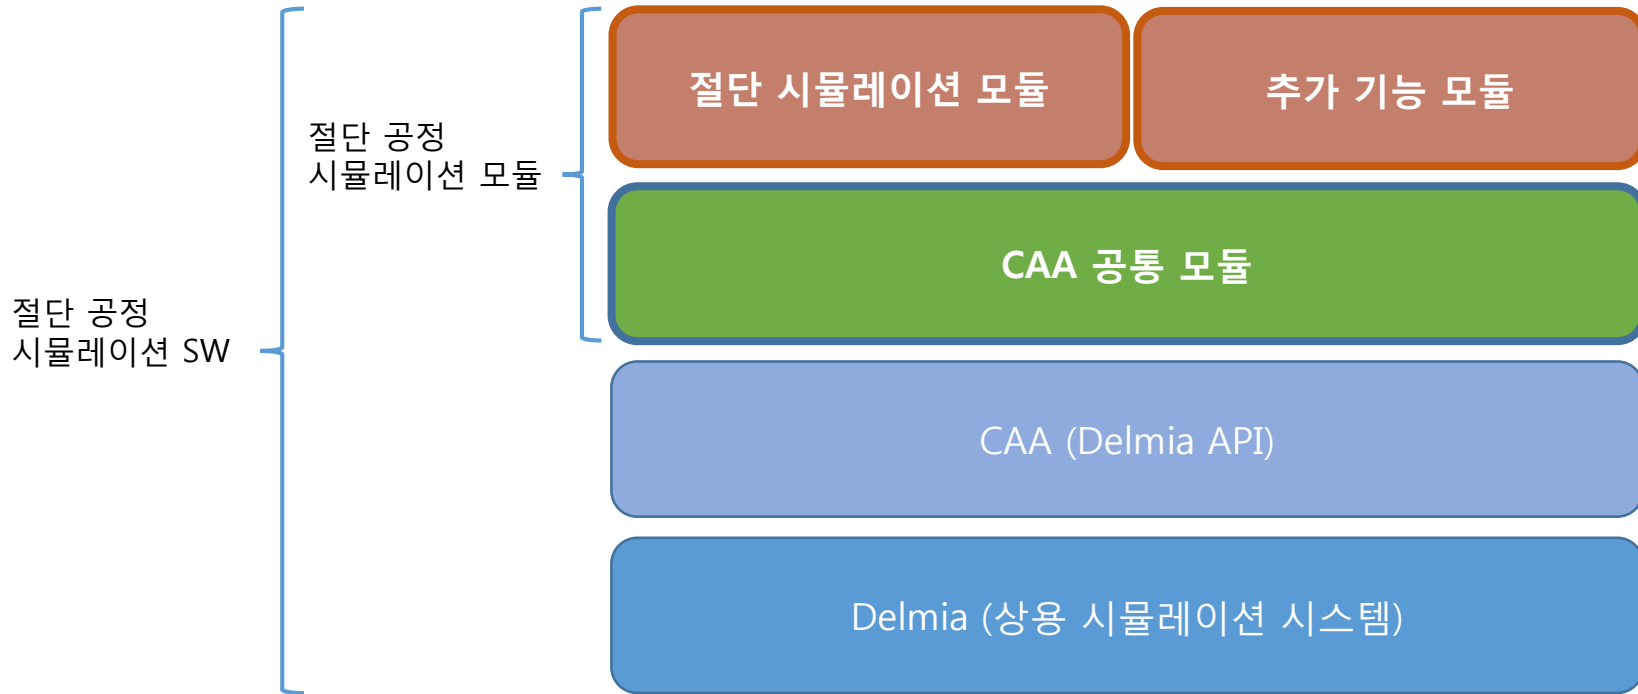 절단 공정
시뮬레이션 SW
절단 공정
시뮬레이션 모듈
절단 시뮬레이션 모듈
추가 기능 모듈
CAA 공통 모듈
CAA (Delmia API)
Delmia (상용 시뮬레이션 시스템)